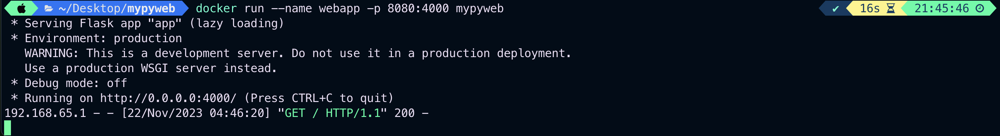 ~/Desktop/mypyweb docker run --name webapp -p 8080:4000 mypyweb ✔ 16s 21:45:46
* Serving Flask app "app" (lazy loading)
* Environment: production
WARNING: This is a development server. Do not use it in a production deployment.
Use a production WSGI server instead.
* Debug mode: off
* Running on http://0.0.0.0:4000/ (Press CTRL+C to quit)
192.168.65.1 - - [22/Nov/2023 04:46:20] "GET / HTTP/1.1" 200 -